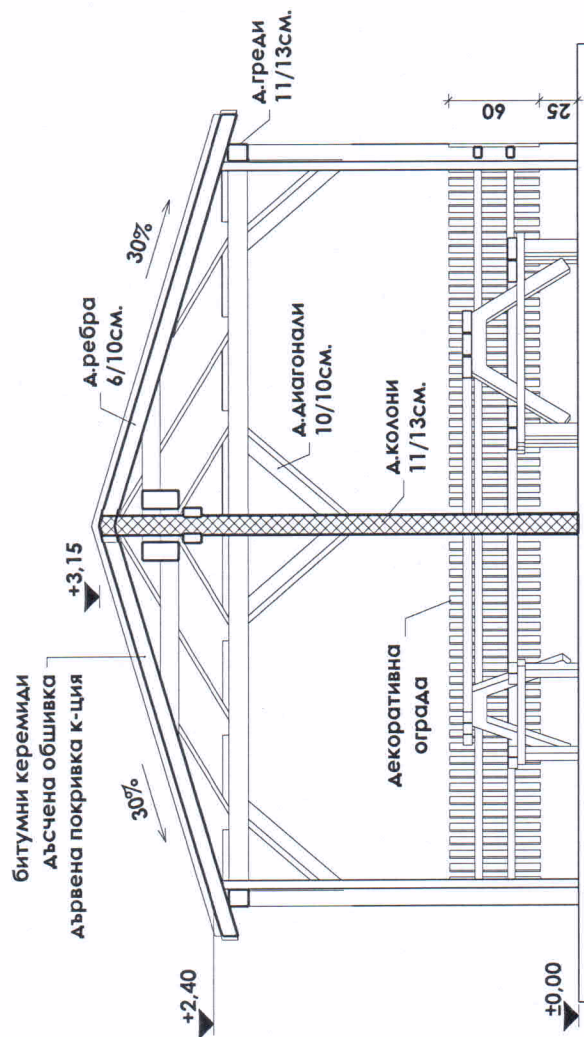 битумни керемиди
дъсчена обшивка
дървена покривка к-ция
+3,15
д.ребра
6/10см.
30%
30%
д.греди
11/13см.
+2,40
д.диагонали
10/10см.
д.колони
11/13см.
декоративна
ограда
60
25
±0,00